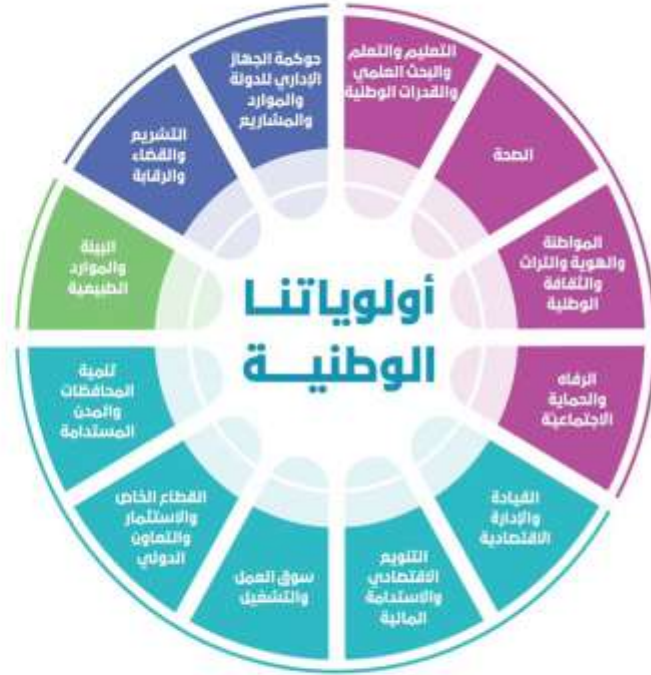 أولوياتنا
الوطنية
التعليم والتعلم
والبحث العلمي
والقدرات الوطنية
الصحة
المواطنة
والهوية والتراث
والثقافة
الوطنية
الرفاه
والحماية
الاجتماعية
القيادة
والإدارة
الاقتصادية
التنويع
الاقتصادي
والاستدامة
المالية
سوق العمل
والتشغيل
القطاع الخاص
والاستثمار
والتعاون
الدولي
تنمية
المحافظات
والمدن
المستدامة
البيئة
والموارد
الطبيعية
التشريع
والقضاء
والرقابة
حوكمة الجهاز
الإداري للدولة
والموارد
والمشاريع